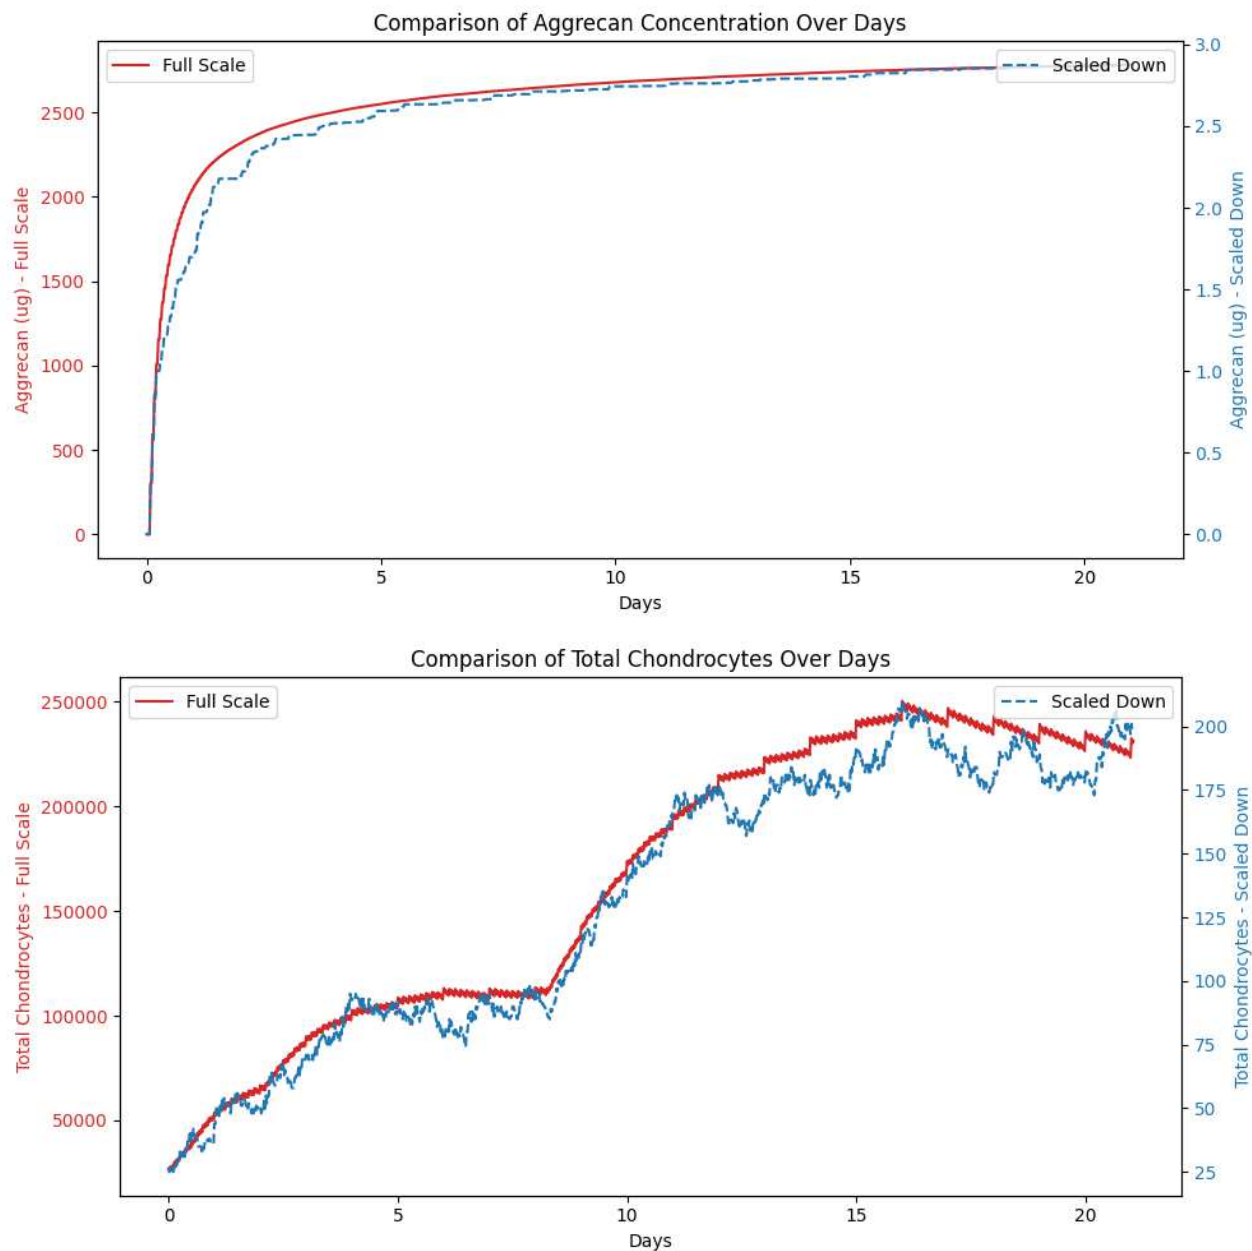 Comparison of Aggrecan Concentration Over Days
Full Scale
Scaled Down
Aggrecan (ug) - Full Scale
2500
2000
1500
1000
500
0
3.0
2.5
2.0
1.5
1.0
0.5
0.0
Aggrecan (ug) - Scaled Down
0 5 10 15 20
Days
Comparison of Total Chondrocytes Over Days
Full Scale
Scaled Down
Total Chondrocytes - Full Scale
250000
200000
150000
100000
50000
200
175
150
125
100
75
50
25
Total Chondrocytes - Scaled Down
0 5 10 15 20
Days